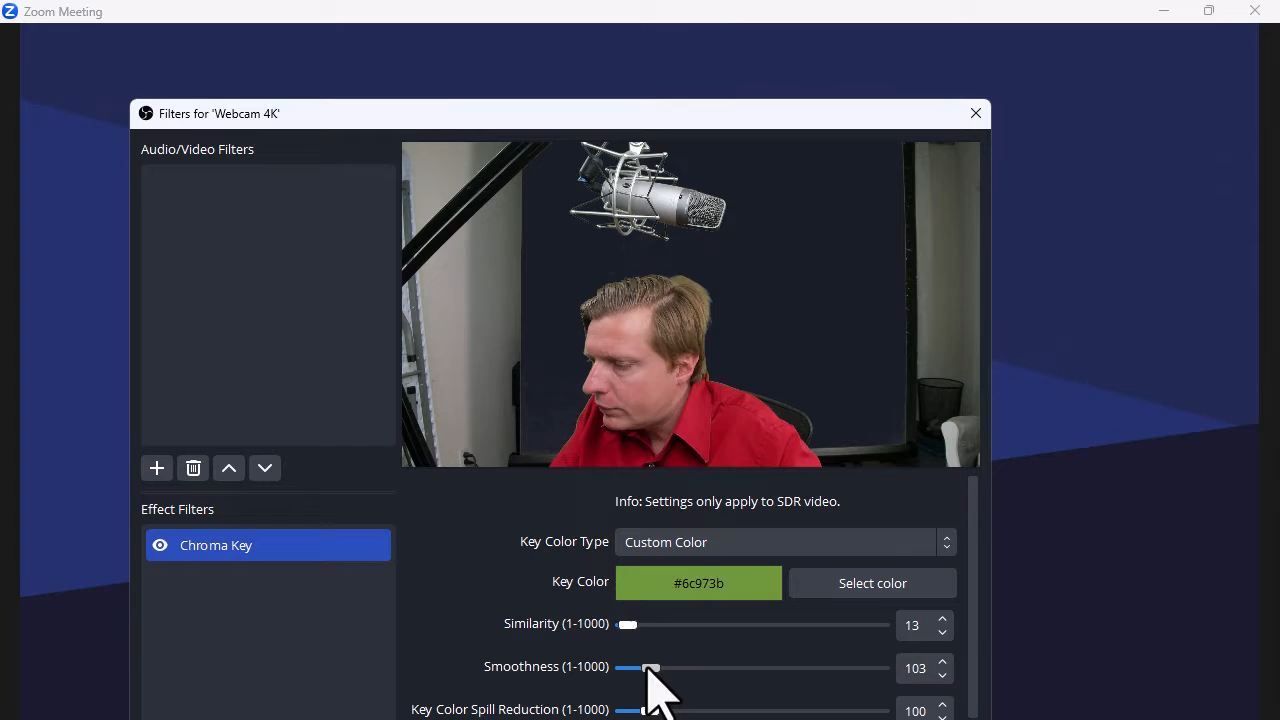 Zoom Meeting
Filters for 'Webcam 4K'
Audio/Video Filters
Info: Settings only apply to SDR video.
Effect Filters
Chroma Key
Key Color Type Custom Color
Key Color #6c973b Select color
Similarity (1-1000) 13
Smoothness (1-1000) 103
Key Color Spill Reduction (1-1000) 100